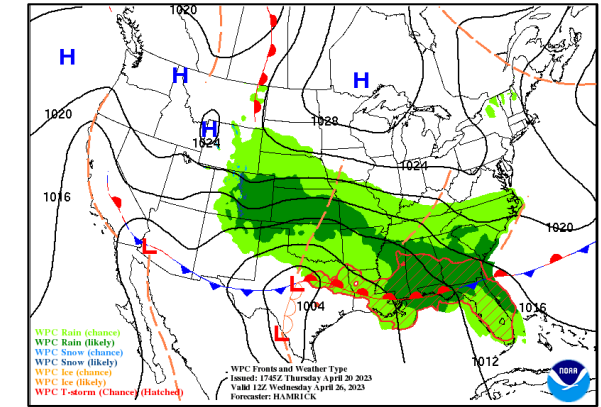 1020
H
H
H
H
1020
1028
1024
1024
1016
1020
L
L
1004
1016
L
1012
WPC Rain (chance)
WPC Rain (likely)
WPC Snow (chance)
WPC Snow (likely)
WPC Ice (chance)
WPC Ice (likely)
WPC T-storm (Chance) (Hatched)
WPC Fronts and Weather Type
Issued: 1745Z Thursday April 20 2023
Valid 12Z Wednesday April 26, 2023
Forecaster: HAMRICK
NOAA